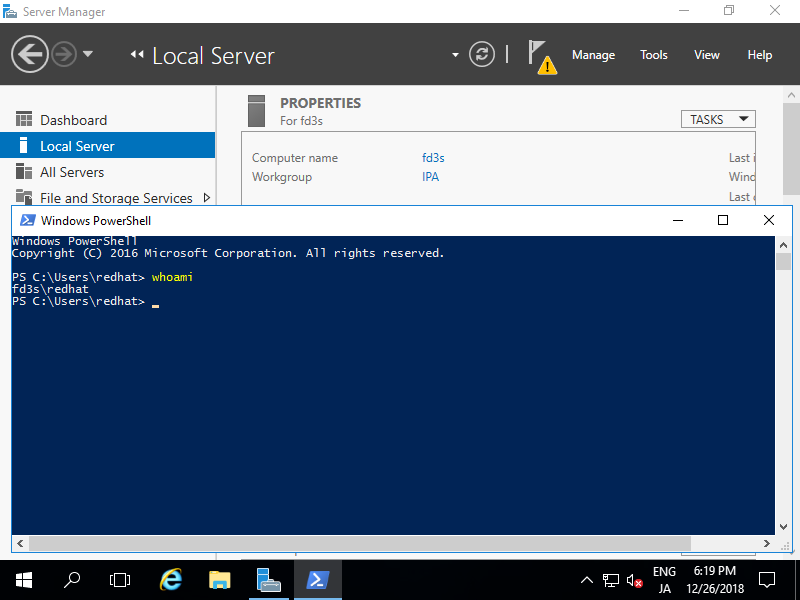 Server Manager
Local Server
Manage Tools View Help
Dashboard
Local Server
All Servers
File and Storage Services
PROPERTIES
For fd3s
TASKS
Computer name fd3s
Workgroup IPA
Last
Wind
Last
Windows PowerShell
Windows PowerShell
Copyright (C) 2016 Microsoft Corporation. All rights reserved.
PS C:\Users\redhat> whoami
fd3s\redhat
PS C:\Users\redhat> _
ENG
JA
6:19 PM
12/26/2018